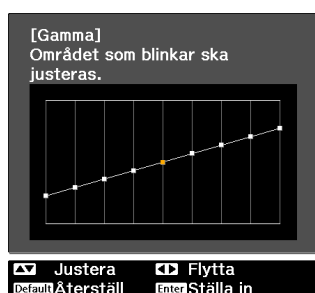 [Gamma]
Området som blinkar ska
justeras.
Justera Flytta
Default Återställ Enter Ställa in